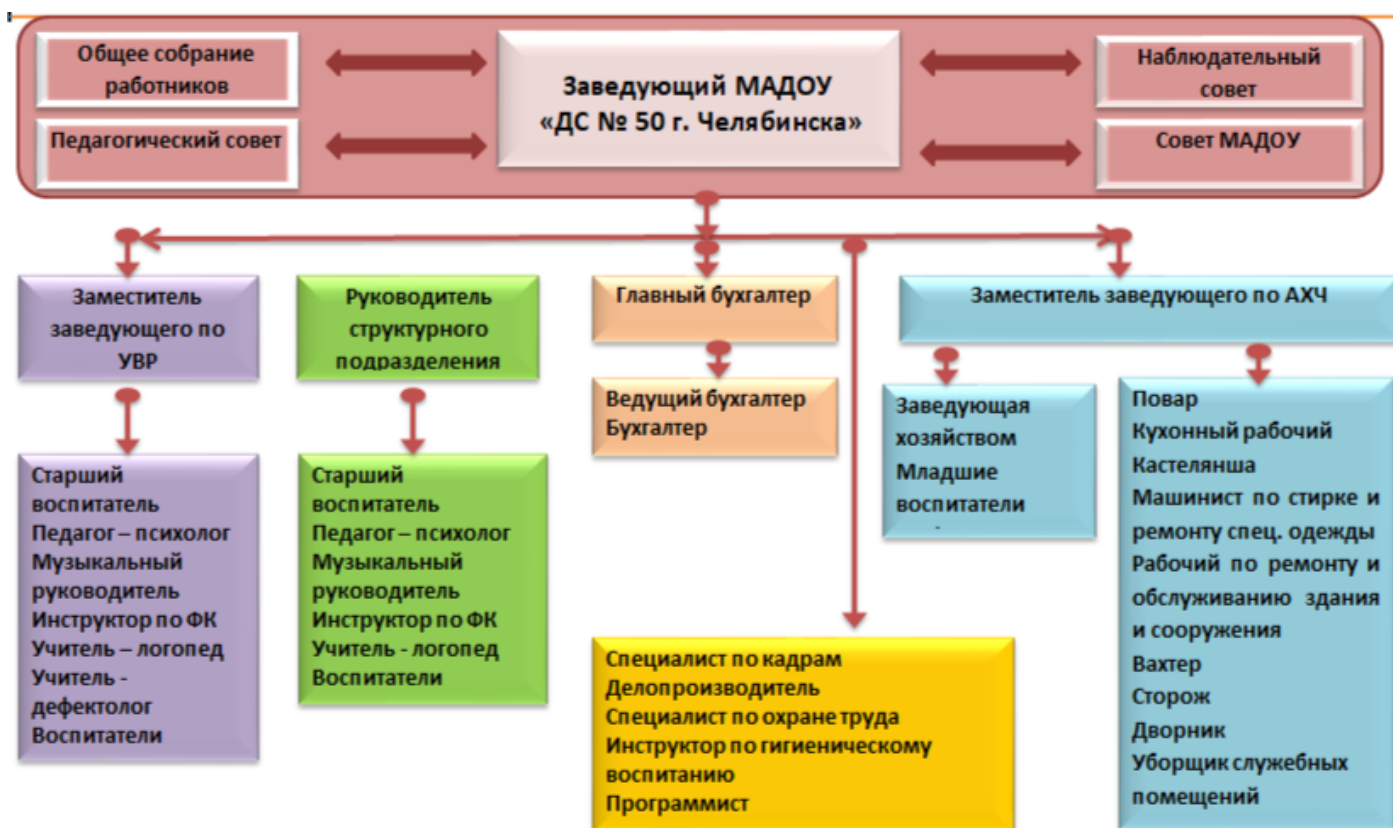 Общее собрание
работников
Педагогический совет
Заведующий МАДОУ
«ДС № 50 г. Челябинска»
Наблюдательный
совет
Совет МАДОУ
Заместитель
заведующего по
УВР
Руководитель
структурного
подразделения
Главный бухгалтер
Заместитель заведующего по АХЧ
Старший
воспитатель
Педагог – психолог
Музыкальный
руководитель
Инструктор по ФК
Учитель – логопед
Учитель -
дефектолог
Воспитатели
Старший
воспитатель
Педагог – психолог
Музыкальный
руководитель
Инструктор по ФК
Учитель - логопед
Воспитатели
Ведущий бухгалтер
Бухгалтер
Специалист по кадрам
Делопроизводитель
Специалист по охране труда
Инструктор по гигиеническому
воспитанию
Программист
Заведующая
хозяйством
Младшие
воспитатели
Повар
Кухонный рабочий
Кастелянша
Машинист по стирке и
ремонту спец. одежды
Рабочий по ремонту и
обслуживанию здания
и сооружения
Вахтер
Сторож
Дворник
Уборщик служебных
помещений